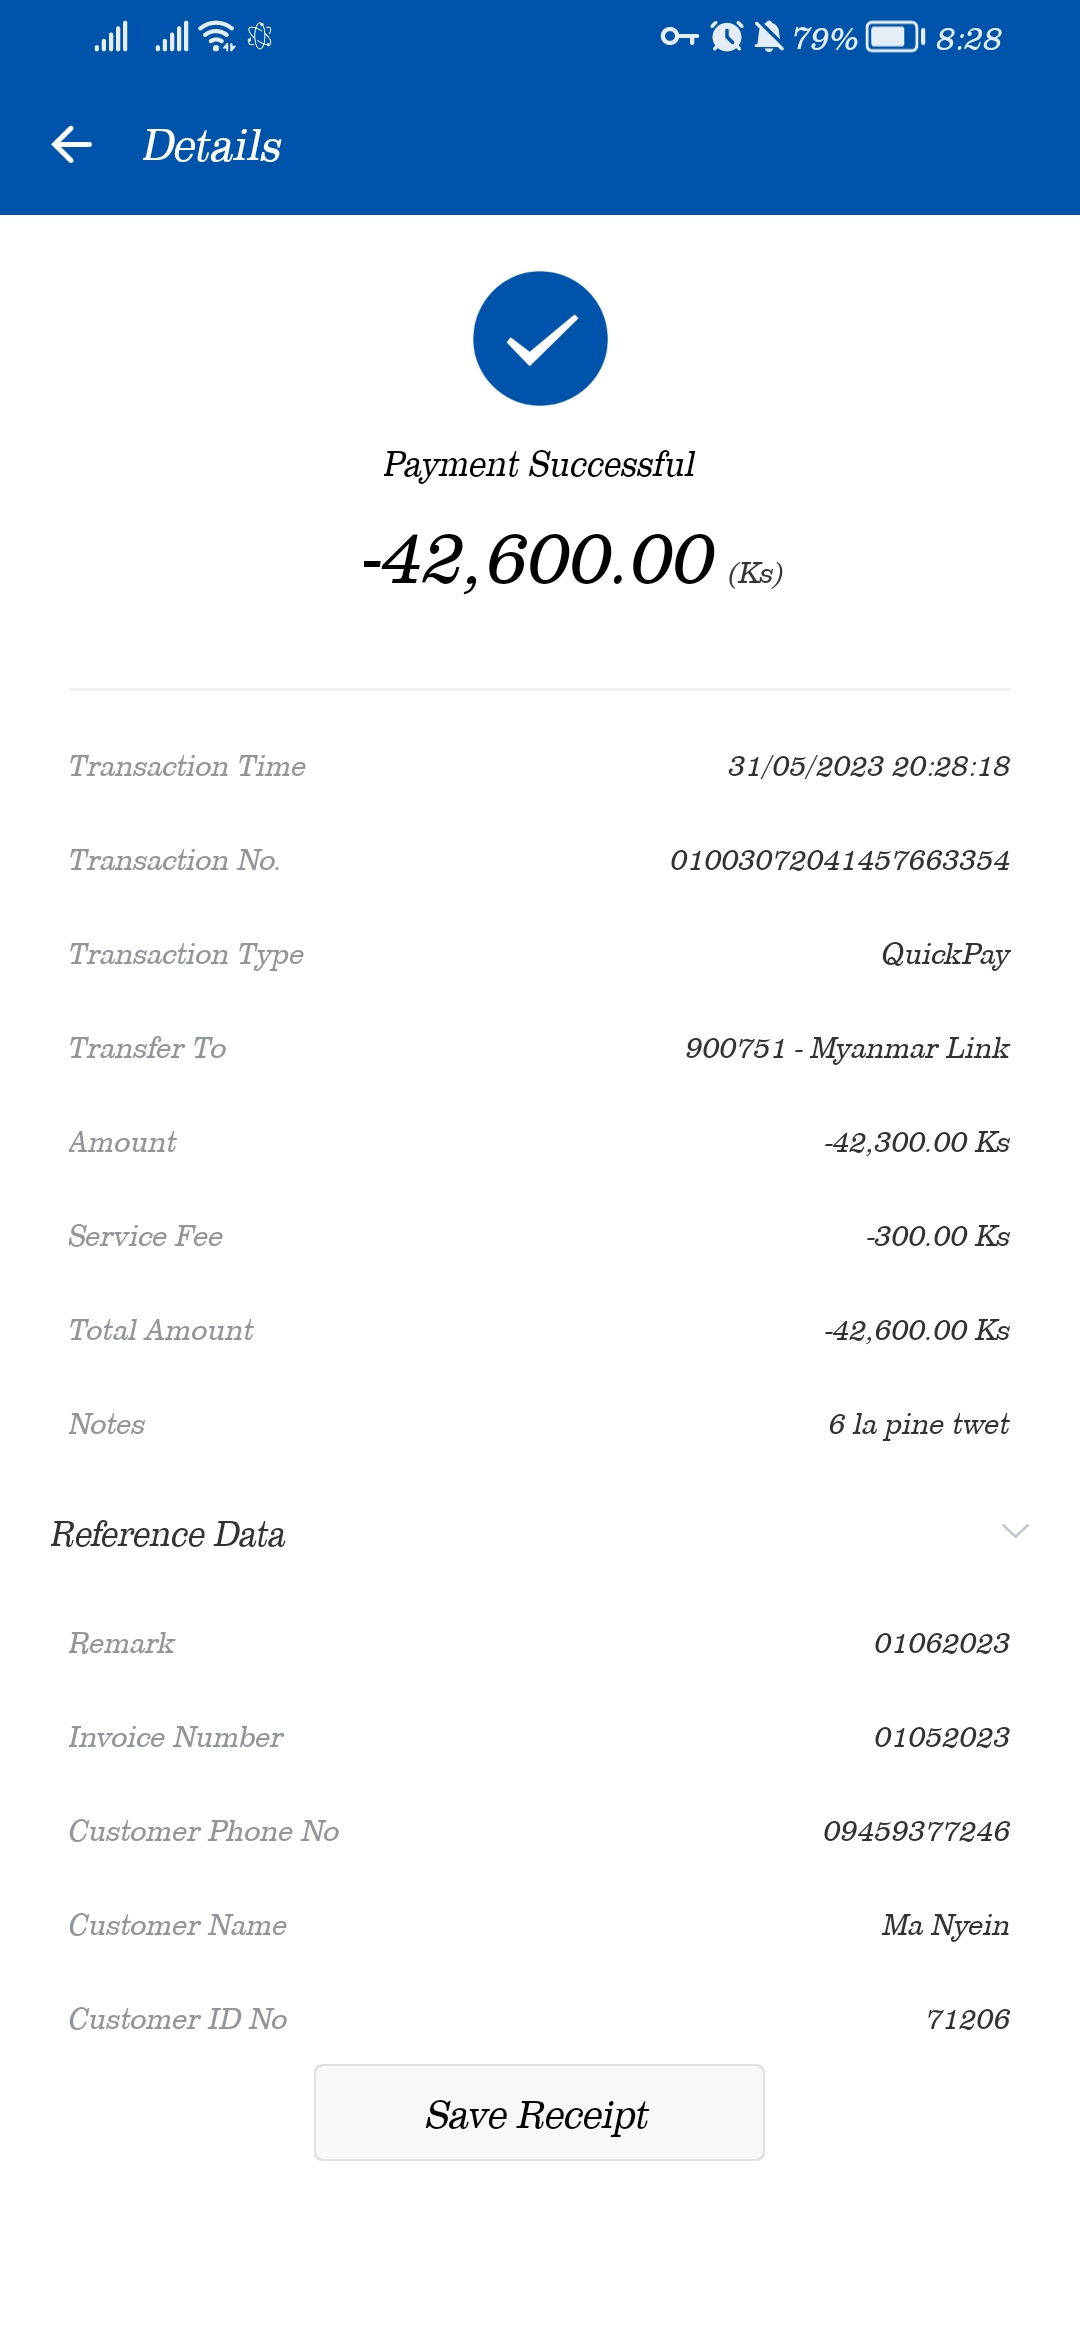 79% 8:28
Details
Payment Successful
-42,600.00 (Ks)
Transaction Time 31/05/2023 20:28:18
Transaction No. 01003072041457663354
Transaction Type QuickPay
Transfer To 900751 - Myanmar Link
Amount -42,300.00 Ks
Service Fee -300.00 Ks
Total Amount -42,600.00 Ks
Notes 6 la pine twet
Reference Data
Remark 01062023
Invoice Number 01052023
Customer Phone No 09459377246
Customer Name Ma Nyein
Customer ID No 71206
Save Receipt